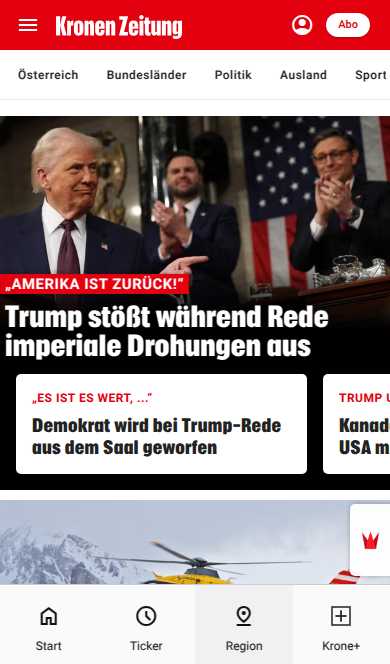 Kronen Zeitung
Abo
Österreich Bundesländer Politik Ausland Sport
„AMERIKA IST ZURÜCK!“
Trump stößt während Rede
imperiale Drohungen aus
„ES IST ES WERT, ...“
Demokrat wird bei Trump-Rede
aus dem Saal geworfen
TRUMP
USA
Start Ticker Region Krone+